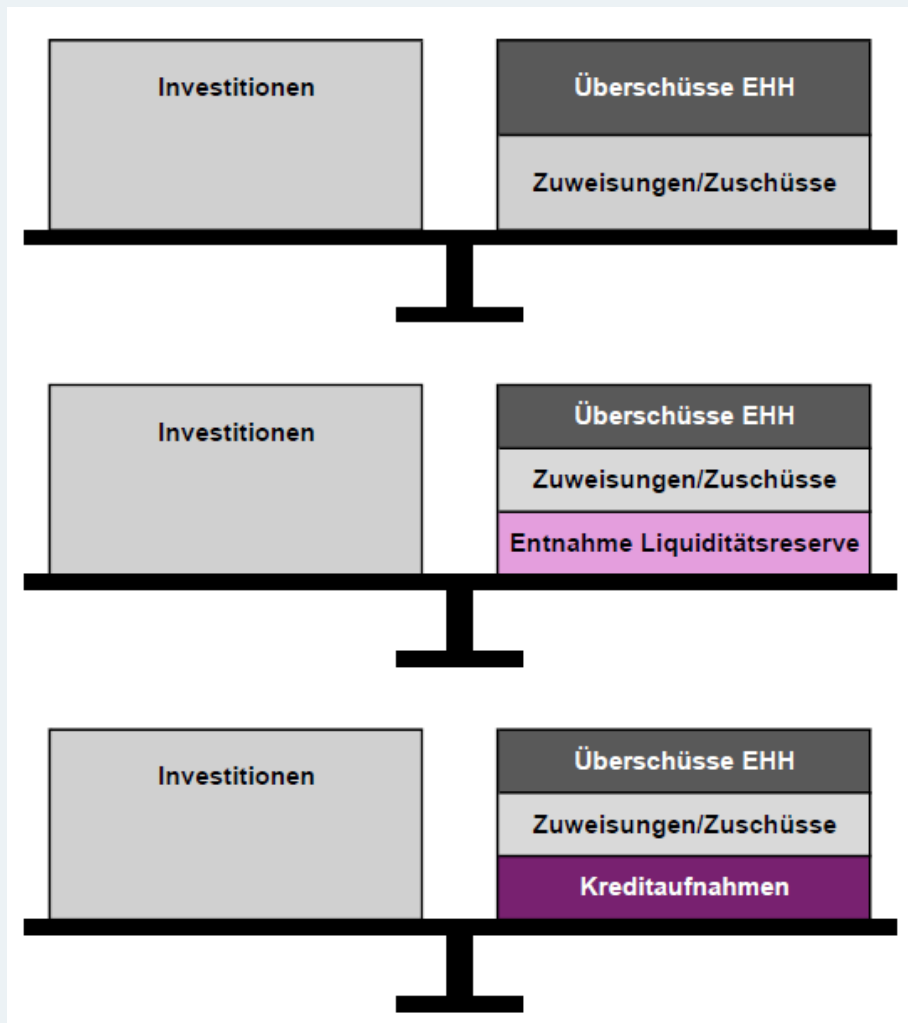 Investitionen
Überschüsse EHH
Zuweisungen/Zuschüsse
Investitionen
Überschüsse EHH
Zuweisungen/Zuschüsse
Entnahme Liquiditätsreserve
Investitionen
Überschüsse EHH
Zuweisungen/Zuschüsse
Kreditaufnahmen